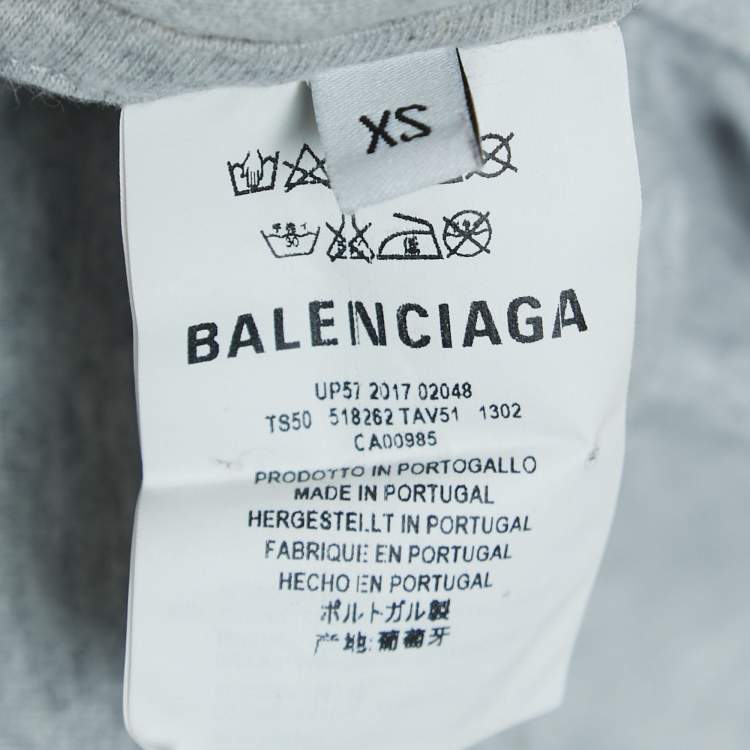 XS
30
BALENCIAGA
UP57 2017 02048
TS50 518262 TAV51 1302
CA00985
PRODOTTO IN PORTOGALLO
MADE IN PORTUGAL
HERGESTELLT IN PORTUGAL
FABRIQUE EN PORTUGAL
HECHO EN PORTUGAL
ポルトガル製
产地:葡萄牙